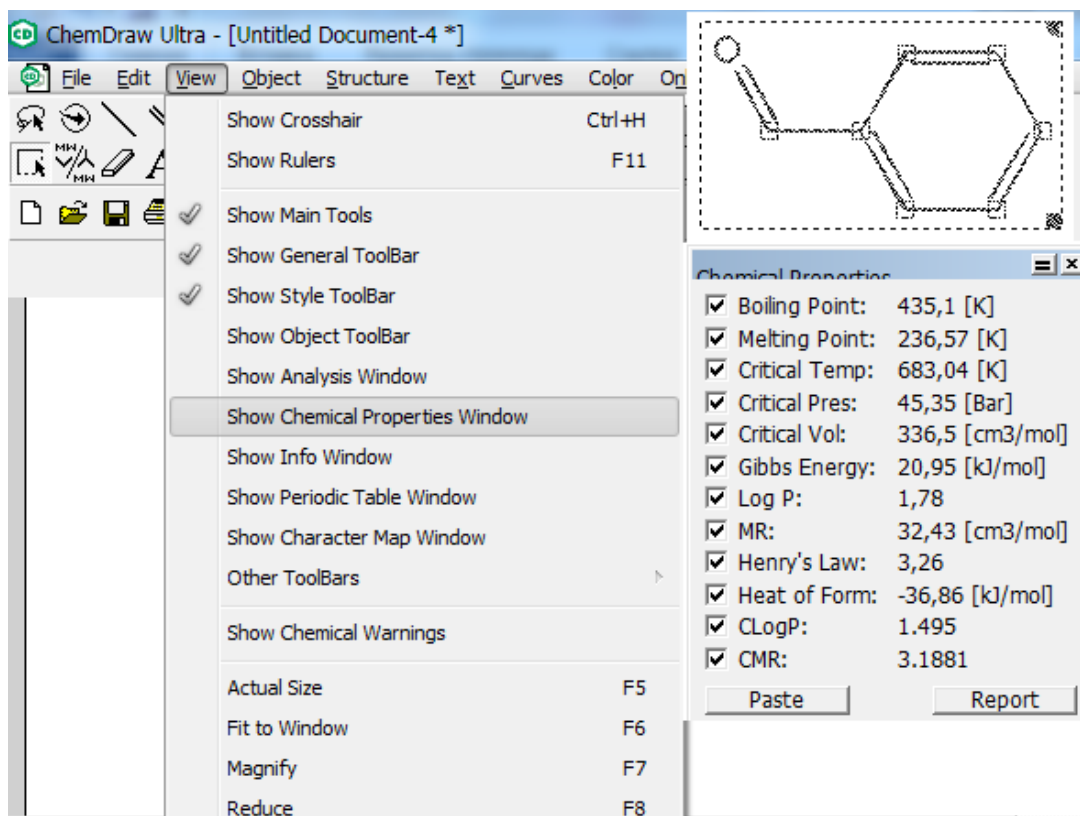 ChemDraw Ultra - [Untitled Document-4 *]
File Edit View Object Structure Text Curves Color Onl
Show Crosshair Ctrl+H
Show Rulers F11
Show Main Tools
Show General ToolBar
Show Style ToolBar
Show Object ToolBar
Show Analysis Window
Show Chemical Properties Window
Show Info Window
Show Periodic Table Window
Show Character Map Window
Other ToolBars
Show Chemical Warnings
Actual Size F5
Fit to Window F6
Magnify F7
Reduce F8
O
Chemical Properties
Boiling Point: 435,1 [K]
Melting Point: 236,57 [K]
Critical Temp: 683,04 [K]
Critical Pres: 45,35 [Bar]
Critical Vol: 336,5 [cm3/mol]
Gibbs Energy: 20,95 [kJ/mol]
Log P: 1,78
MR: 32,43 [cm3/mol]
Henry's Law: 3,26
Heat of Form: -36,86 [kJ/mol]
CLogP: 1.495
CMR: 3.1881
Paste Report